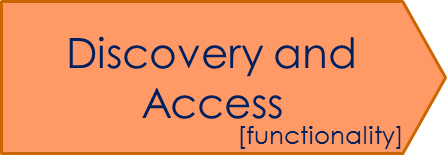 Discovery and
Access
[functionality]